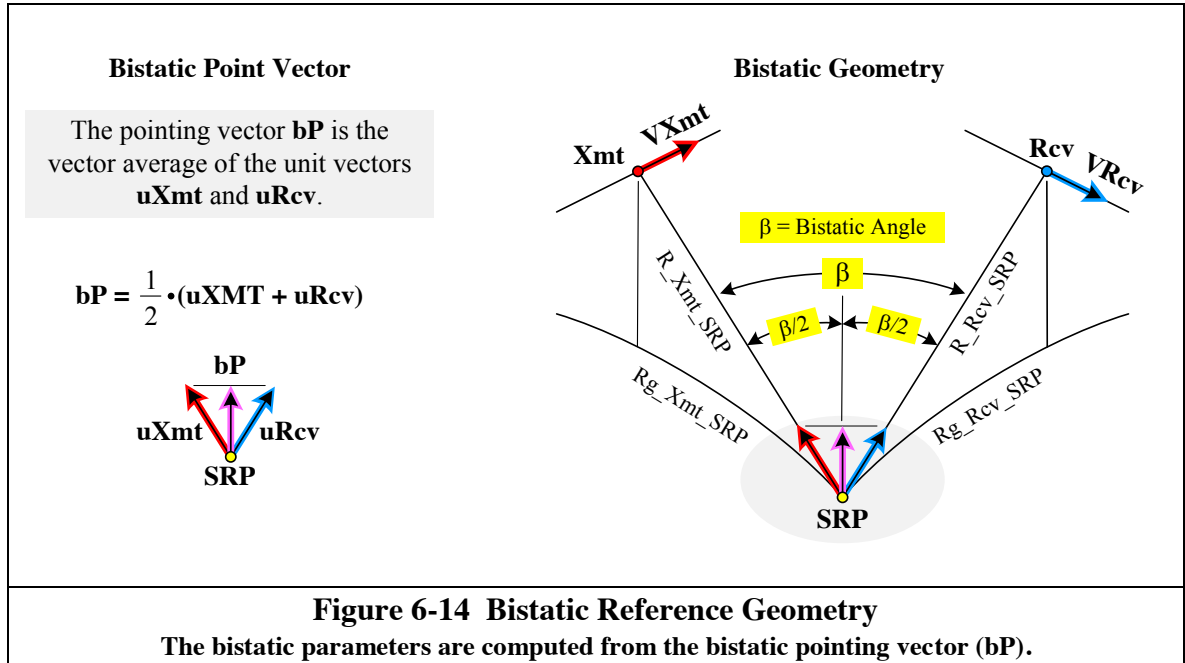 Bistatic Point Vector
The pointing vector bP is the
vector average of the unit vectors
uXmt and uRcv.
bP = 1/2 •(uXMT + uRcv)
bP
uXmt
uRcv
SRP
Bistatic Geometry
Xmt
VXmt
Rcv
VRcv
β = Bistatic Angle
β
β/2
β/2
R_Xmt_SRP
R_Rcv_SRP
Rg_Xmt_SRP
Rg_Rcv_SRP
SRP
Figure 6-14 Bistatic Reference Geometry
The bistatic parameters are computed from the bistatic pointing vector (bP).